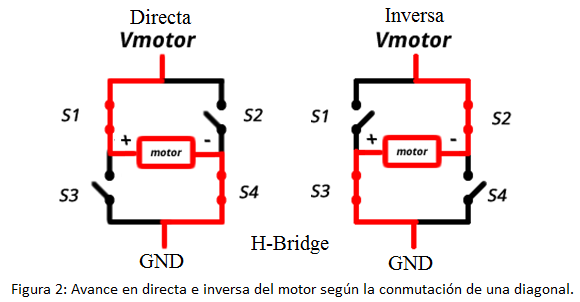 Directa
Vmotor
S1
S2
+
-
motor
S3
S4
GND
Inversa
Vmotor
S1
S2
+
-
motor
S3
S4
GND
H-Bridge
Figura 2: Avance en directa e inversa del motor según la conmutación de una diagonal.